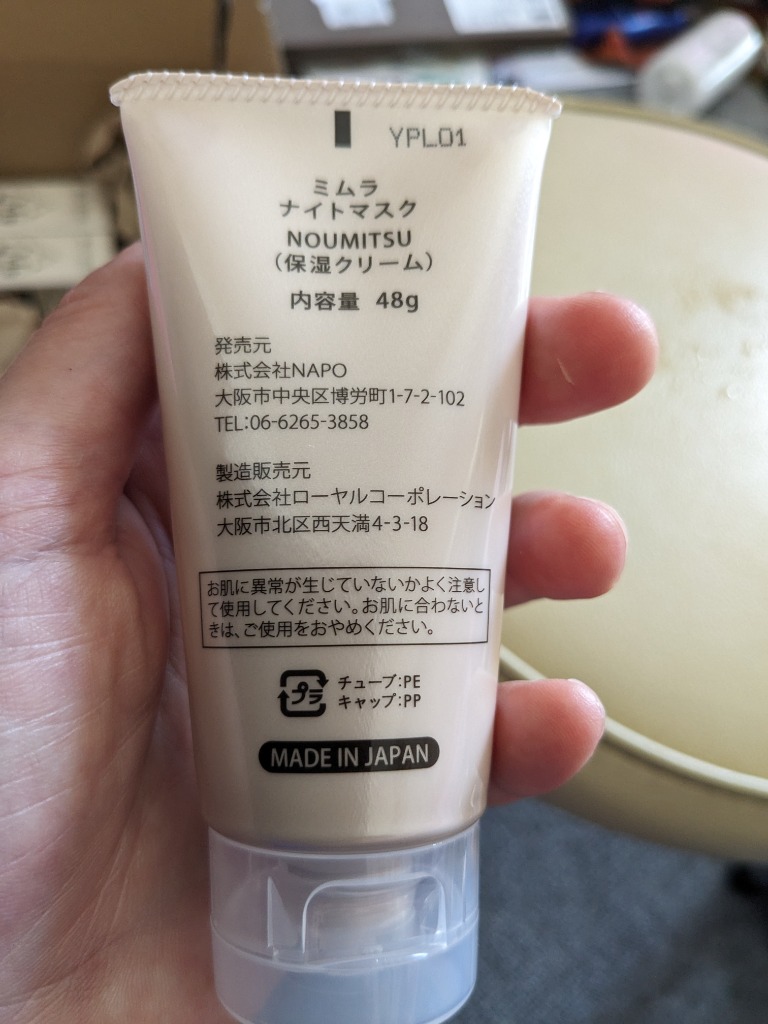 YPL01
ミムラ
ナイトマスク
NOUMITSU
（保湿クリーム）
内容量 48g
発売元
株式会社NAPO
大阪市中央区博労町1-7-2-102
TEL:06-6265-3858
製造販売元
株式会社ローヤルコーポレーション
大阪市北区西天満4-3-18
お肌に異常が生じていないかよく注意し
て使用してください。お肌に合わないと
きは、ご使用をおやめください。
プラ
チューブ:PE
キャップ:PP
MADE IN JAPAN